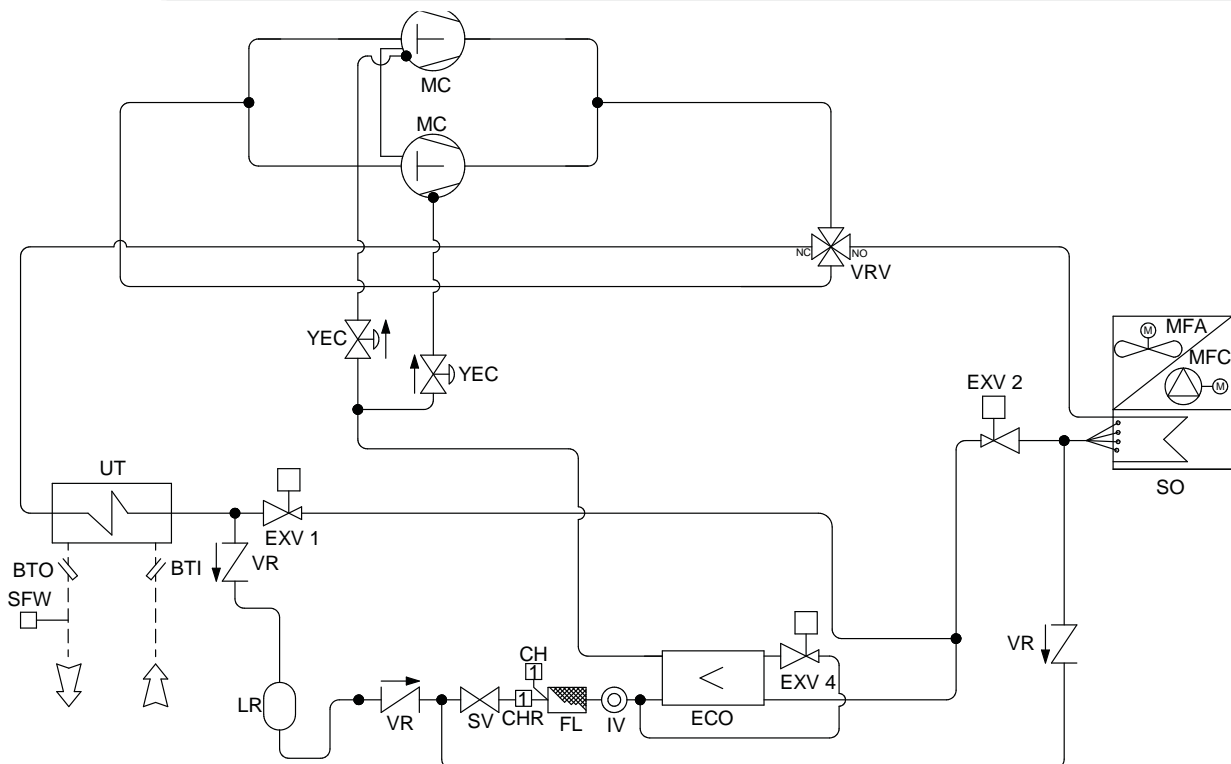 MC
MC
NC
NO
VRV
YEC
YEC
M
MFA
MFC
M
EXV 2
SO
UT
EXV 1
BTO
BTI
VR
SFW
LR
VR
SV
CH
1
1
CHR
FL
IV
ECO
EXV 4
VR